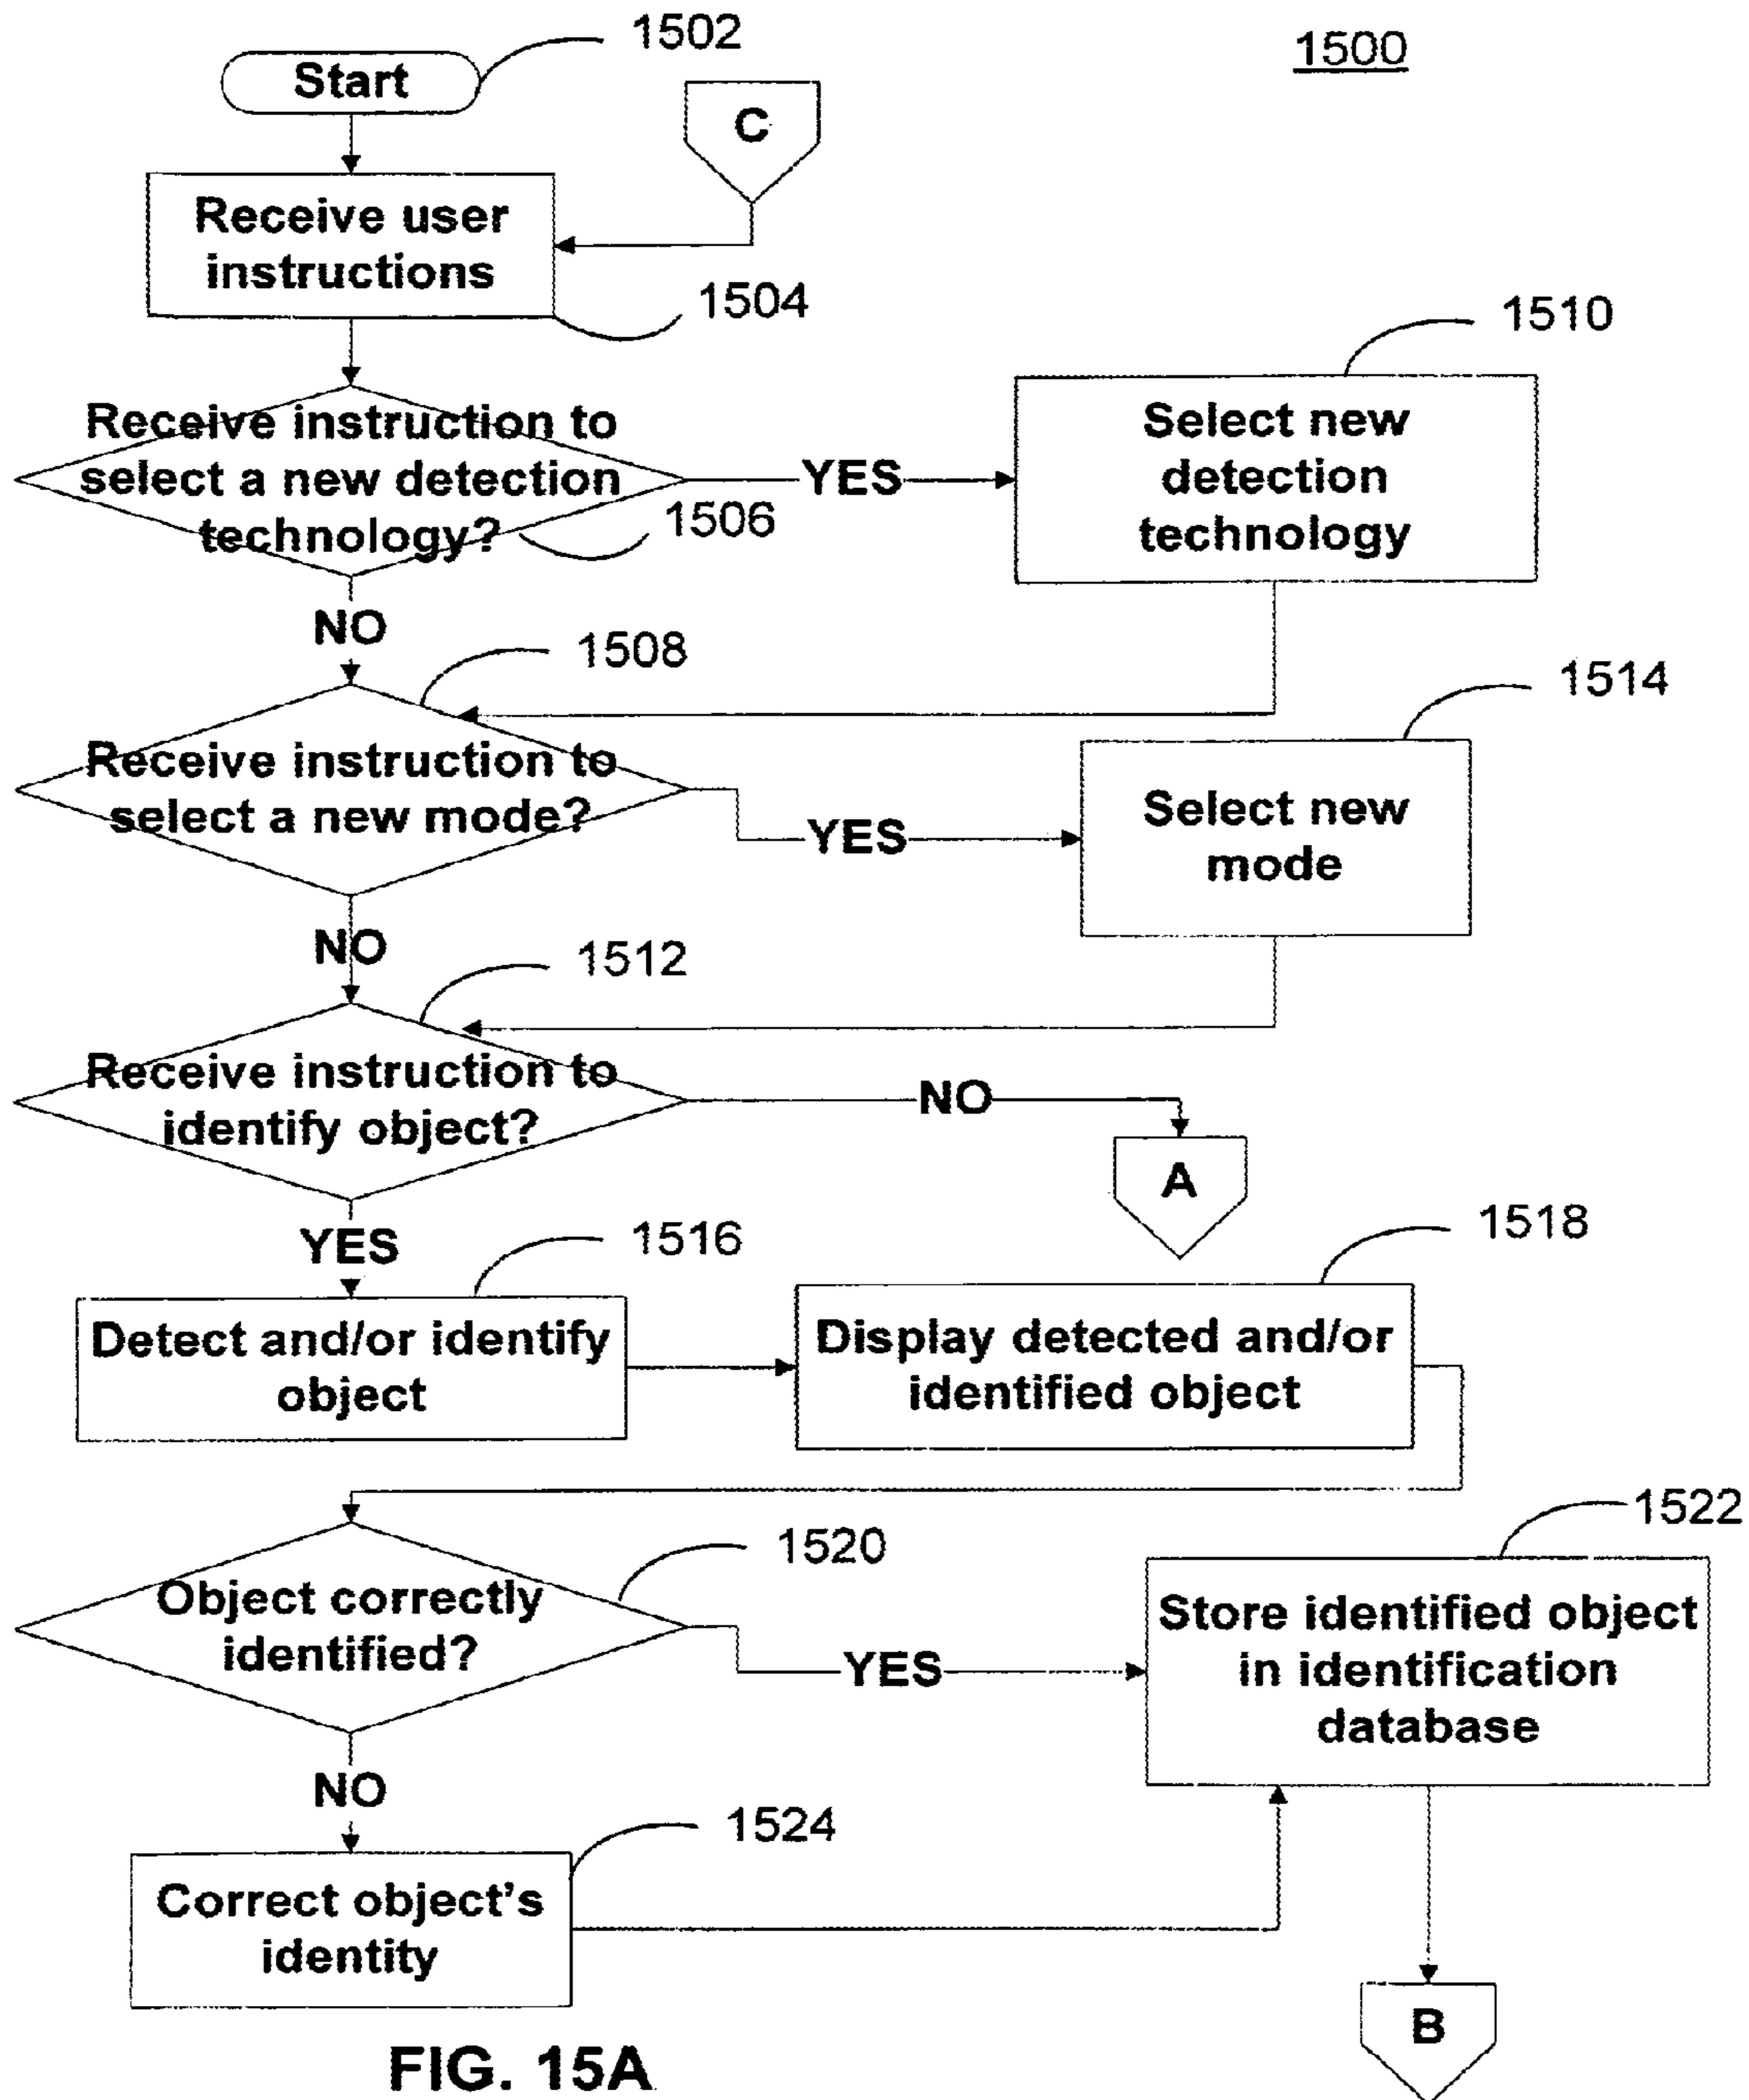 1502
1500
Start
C
Receive user
instructions
1504
1510
Receive instruction to
select a new detection
technology?
1506
YES
Select new
detection
technology
NO
1508
1514
Receive instruction to
select a new mode?
YES
Select new
mode
NO
1512
Receive instruction to
identify object?
NO
A
YES
1516
1518
Detect and/or identify
object
Display detected and/or
identified object
1520
1522
Object correctly
identified?
YES
Store identified object
in identification
database
NO
1524
Correct object's
identity
B
FIG. 15A